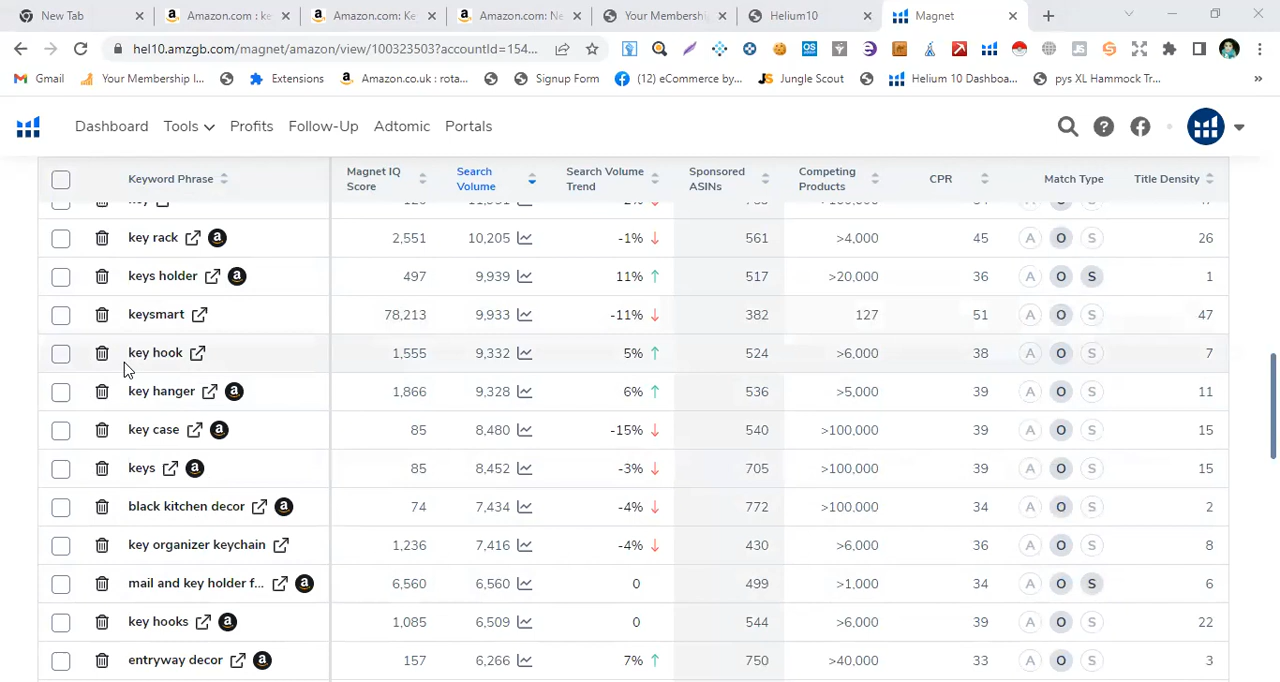 New Tab
Amazon.com : ke
Amazon.com: Ke
Amazon.com: Ne
Your Membership
Helium10
Magnet
hel10.amzgb.com/magnet/amazon/view/100323503?accountId=154...
Gmail
Your Membership I...
Extensions
Amazon.co.uk : rota...
Signup Form
(12) eCommerce by...
Jungle Scout
Helium 10 Dashboa...
pys XL Hammock Tr...
»
Dashboard Tools Profits Follow-Up Adtomic Portals
Keyword Phrase Magnet IQ Score Search Volume Search Volume Trend Sponsored ASINs Competing Products CPR Match Type Title Density
key rack 2,551 10,205 -1% 561 >4,000 45 A O S 26
keys holder 497 9,939 11% 517 >20,000 36 A O S 1
keysmart 78,213 9,933 -11% 382 127 51 A O S 47
key hook 1,555 9,332 5% 524 >6,000 38 A O S 7
key hanger 1,866 9,328 6% 536 >5,000 39 A O S 11
key case 85 8,480 -15% 540 >100,000 39 A O S 15
keys 85 8,452 -3% 705 >100,000 39 A O S 15
black kitchen decor 74 7,434 -4% 772 >100,000 34 A O S 2
key organizer keychain 1,236 7,416 -4% 430 >6,000 36 A O S 8
mail and key holder f... 6,560 6,560 0 499 >1,000 34 A O S 6
key hooks 1,085 6,509 0 544 >6,000 39 A O S 22
entryway decor 157 6,266 7% 750 >40,000 33 A O S 3